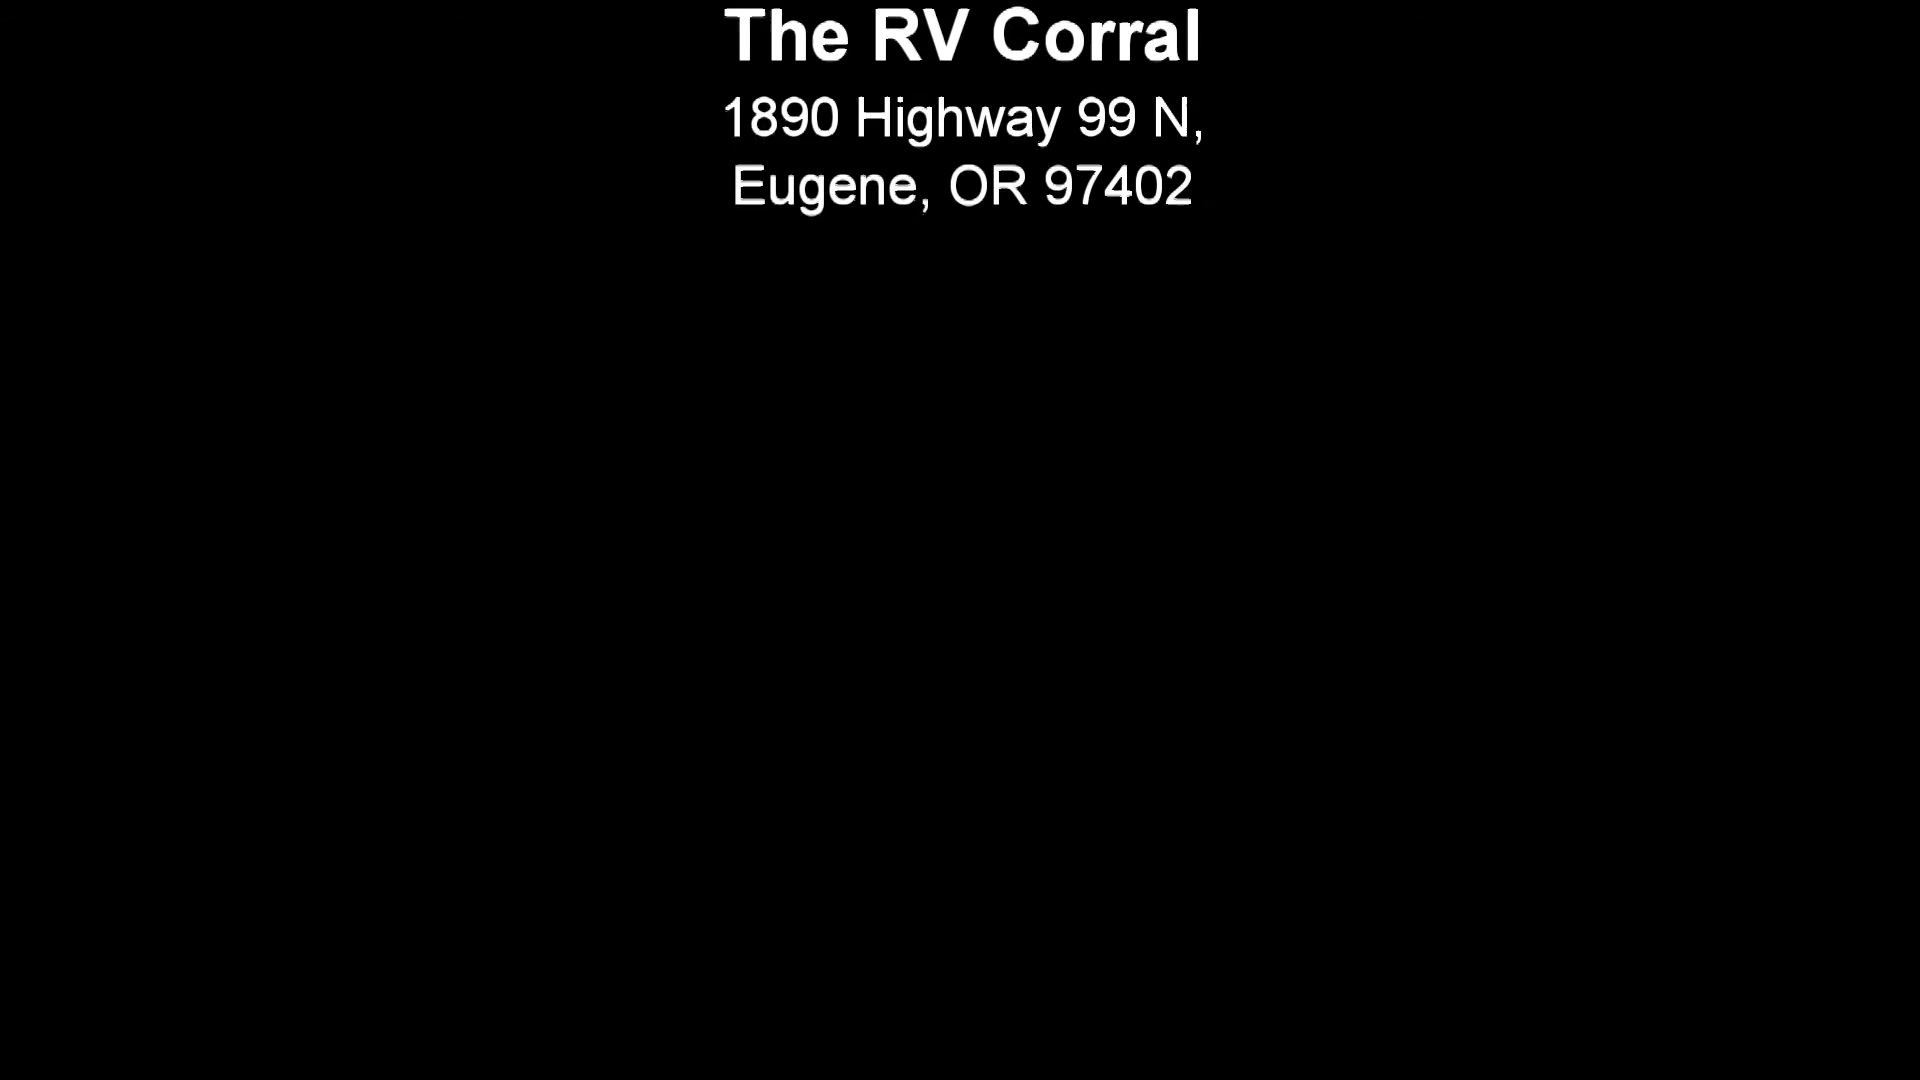 The RV Corral
1890 Highway 99 N,
Eugene, OR 97402